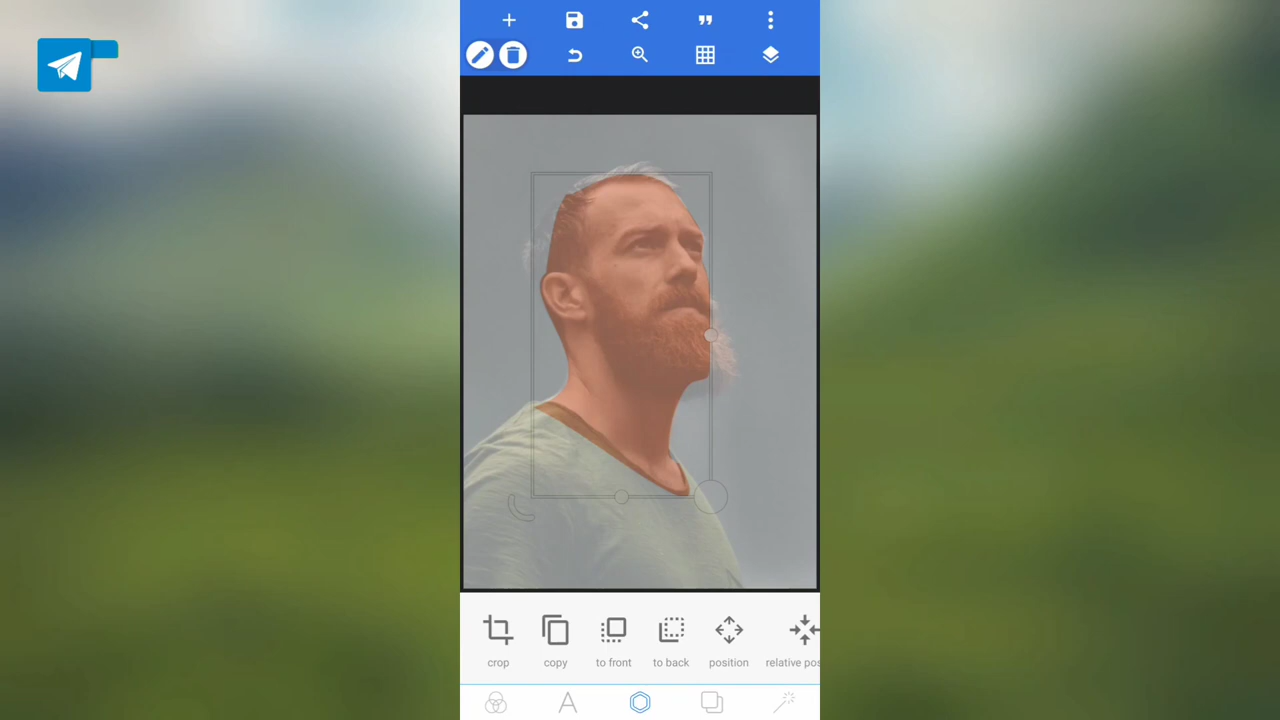 crop
copy
to front
to back
position
relative pos